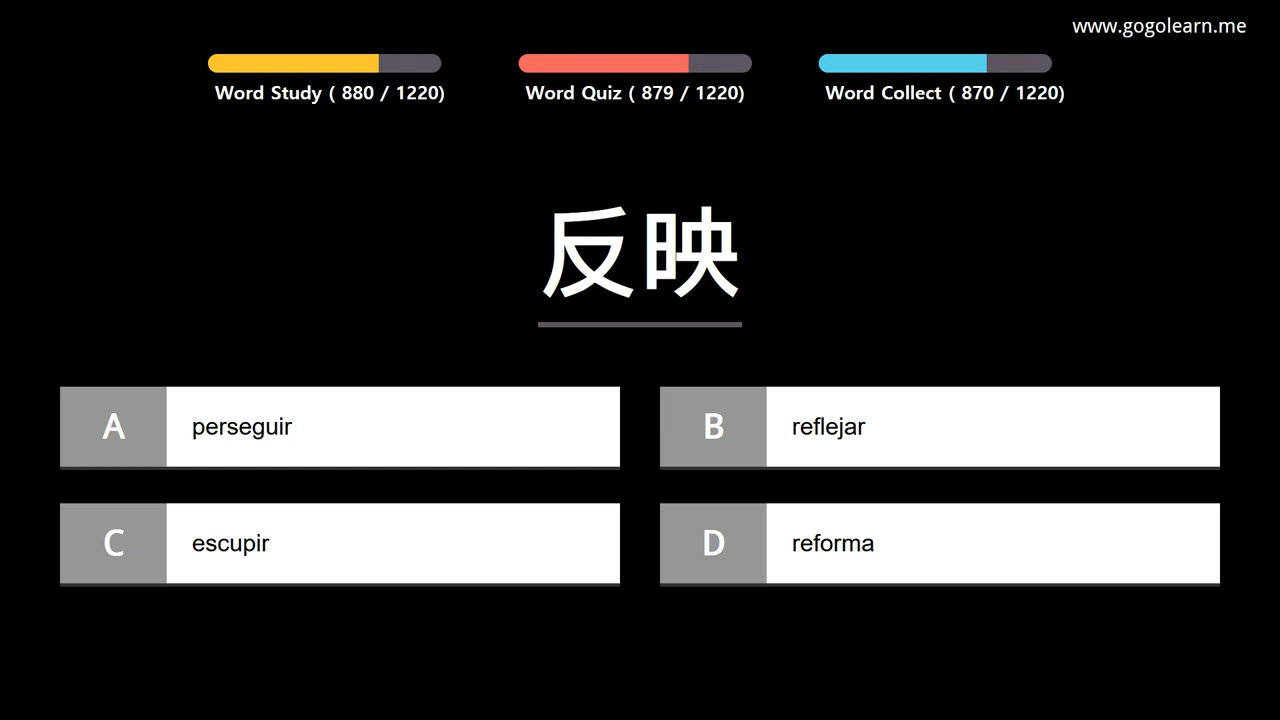 www.gogolearn.me
Word Study ( 880 / 1220)
Word Quiz ( 879 / 1220)
Word Collect ( 870 / 1220)
反映
A
perseguir
B
reflejar
C
escupir
D
reforma